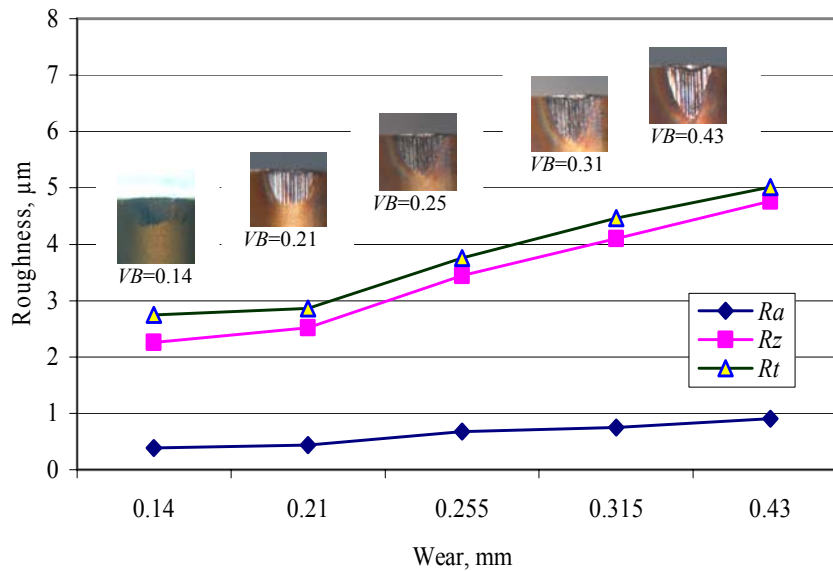 8
7
6
5
4
3
2
1
0
Roughness, µm
VB=0.14
VB=0.21
VB=0.25
VB=0.31
VB=0.43
Ra
Rz
Rt
0.14 0.21 0.255 0.315 0.43
Wear, mm